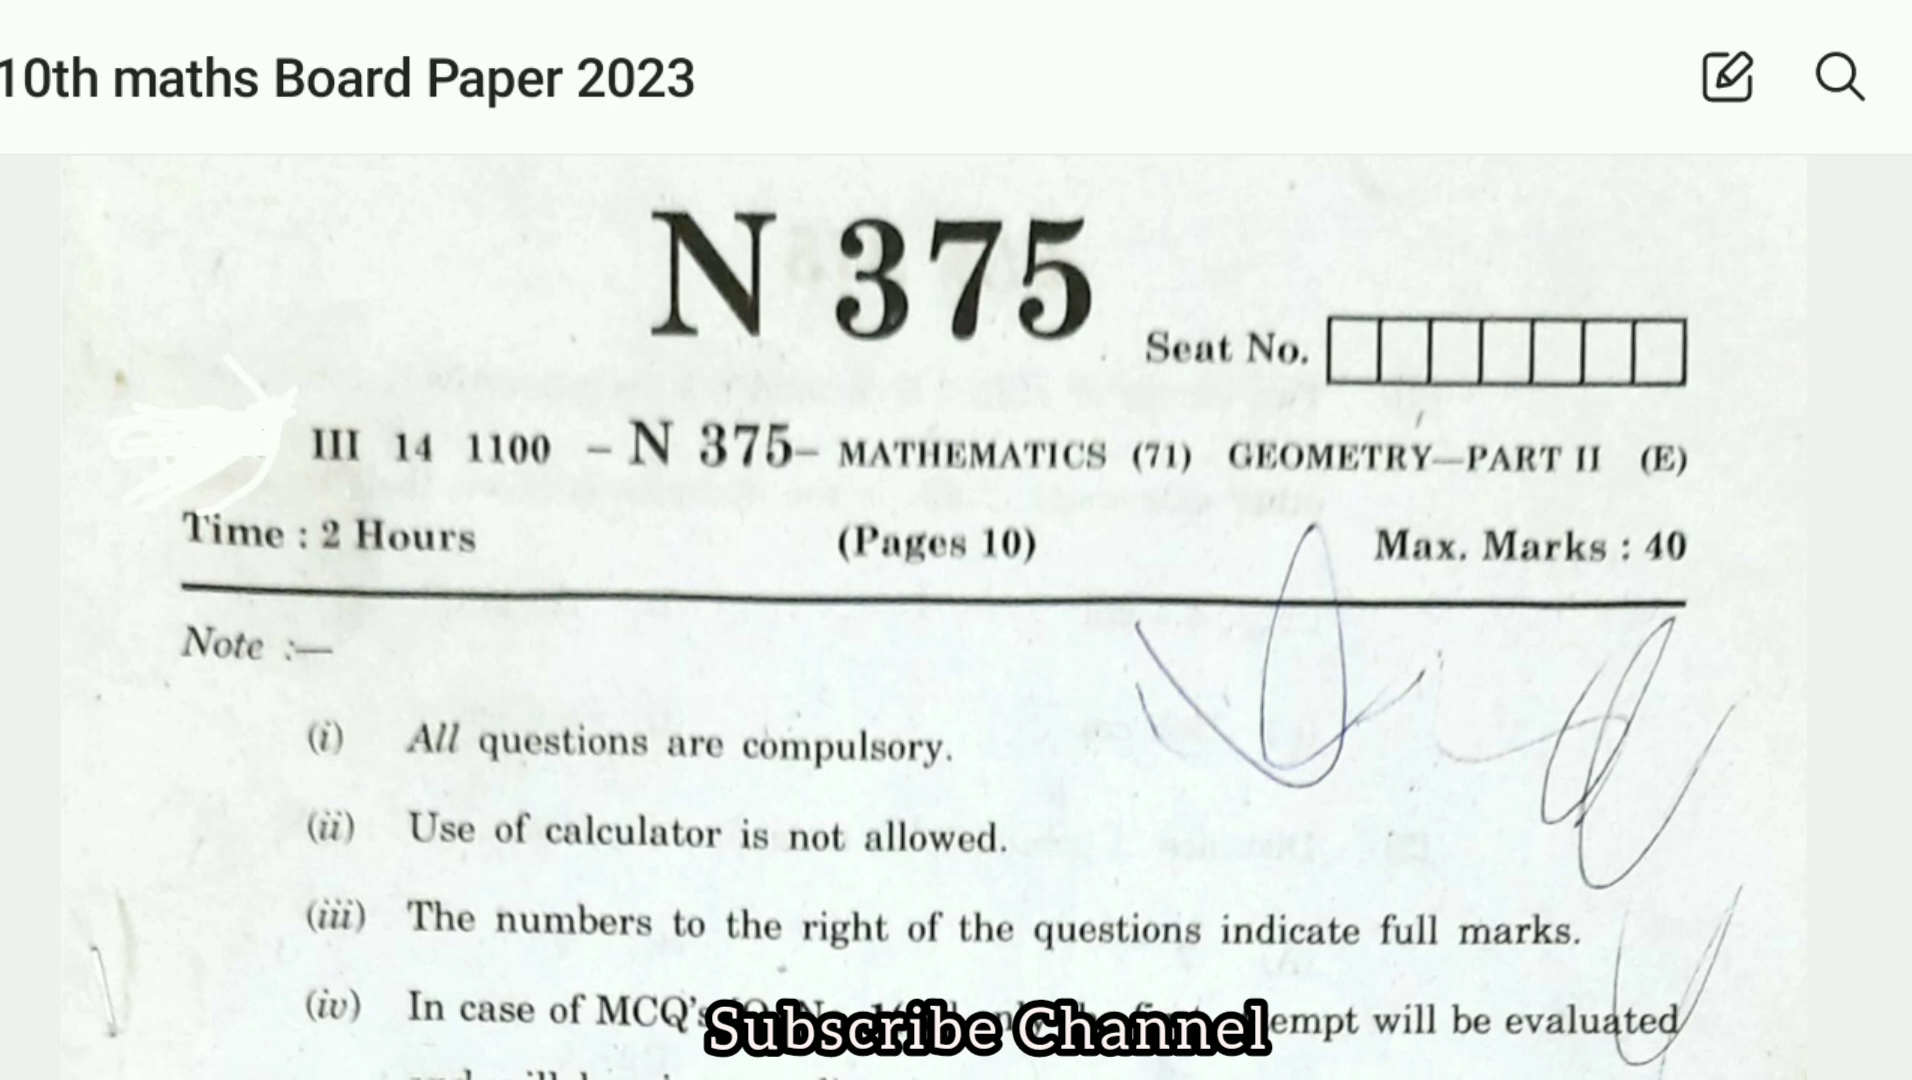 10th maths Board Paper 2023
N 375
Seat No.
III 14 1100 – N 375– MATHEMATICS (71) GEOMETRY—PART II (E)
Time : 2 Hours (Pages 10) Max. Marks : 40
Note :—
(i) All questions are compulsory.
(ii) Use of calculator is not allowed.
(iii) The numbers to the right of the questions indicate full marks.
(iv) In case of MCQ's empt will be evaluated
Subscribe Channel